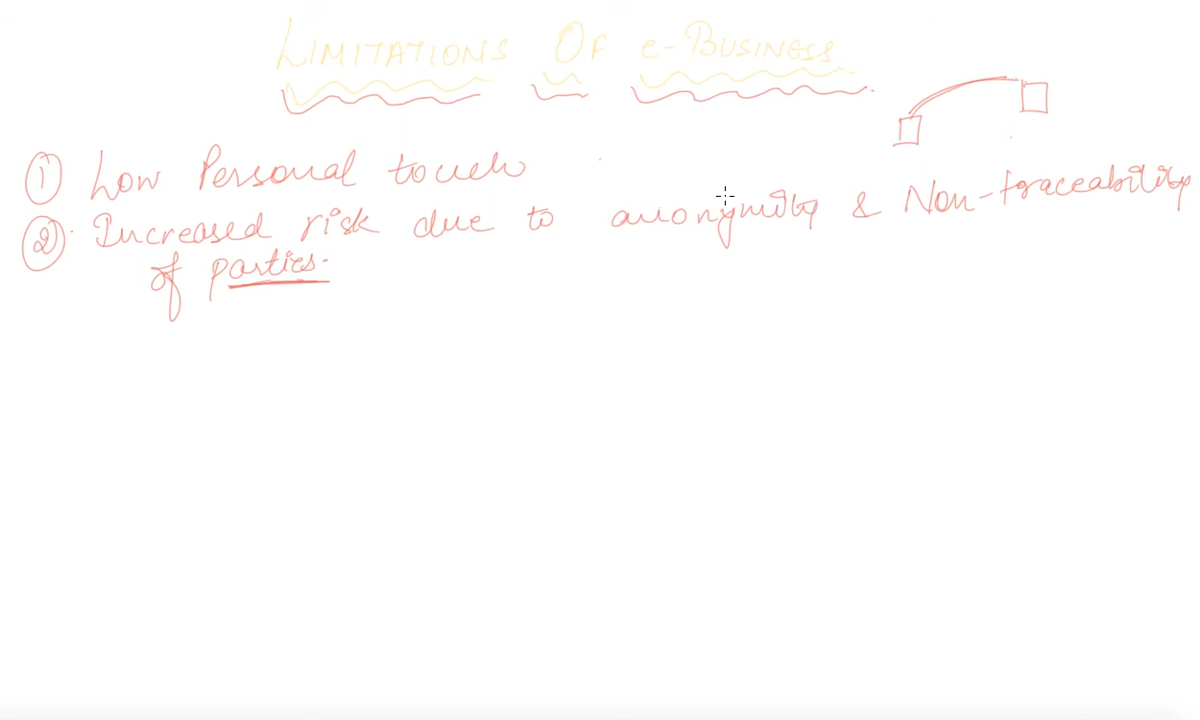 LIMITATIONS OF e-BUSINESS
① Low Personal touch
② Increased risk due to anonymity & Non-traceability
of parties.